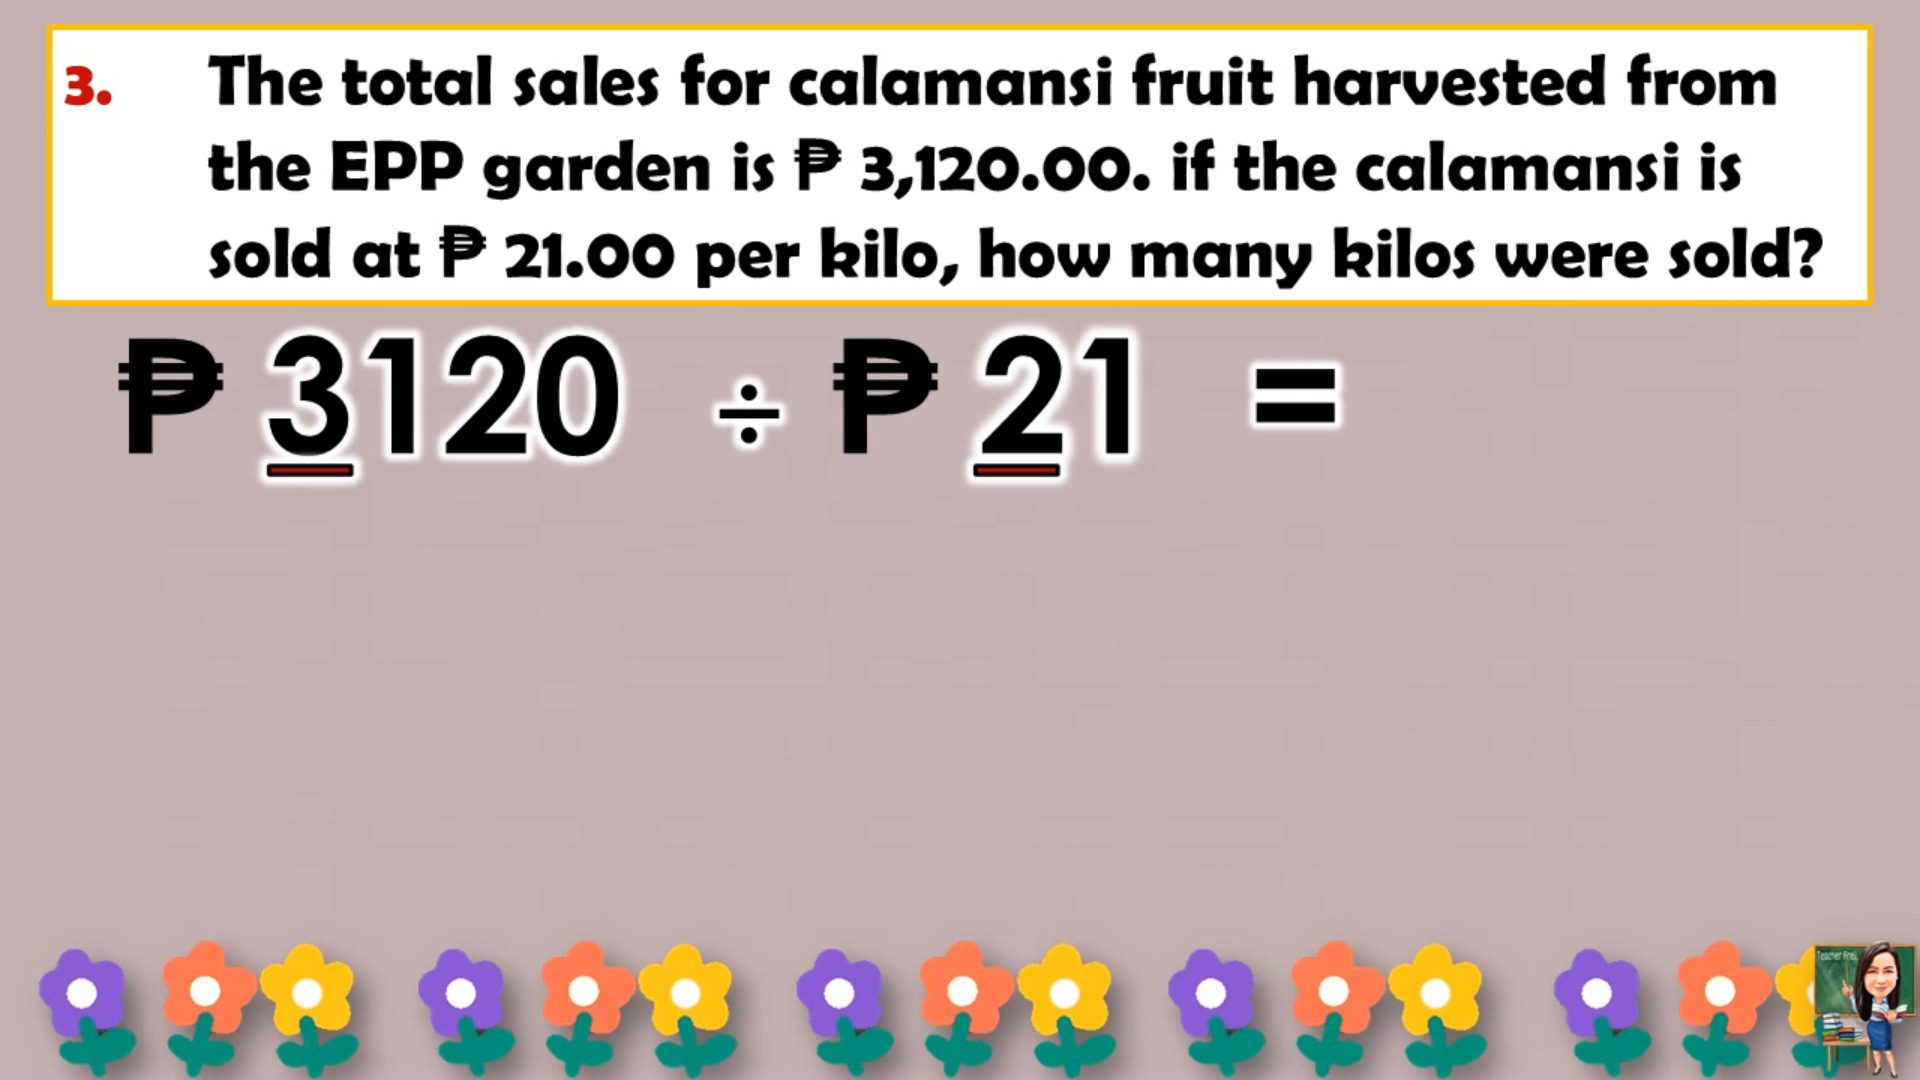 3. The total sales for calamansi fruit harvested from
the EPP garden is ₱ 3,120.00. if the calamansi is
sold at ₱ 21.00 per kilo, how many kilos were sold?
₱ 3120 ÷ ₱ 21 =
Teacher